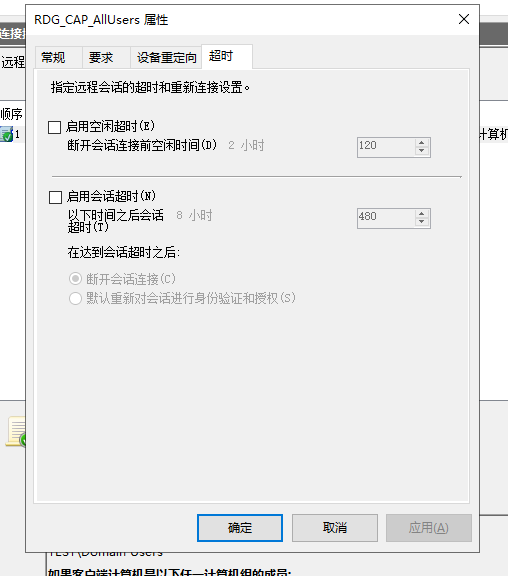 RDG_CAP_AllUsers 属性
连接授
远程
顺序
1
计算机
常规
要求
设备重定向
超时
指定远程会话的超时和重新连接设置。
启用空闲超时(E)
断开会话连接前空闲时间(D) 2 小时 120
启用会话超时(N)
以下时间之后会话 8 小时 480
超时(T)
在达到会话超时之后:
断开会话连接(C)
默认重新对会话进行身份验证和授权(S)
确定
取消
应用(A)
TEST\Domain Users
如果客户端计算机是以下任一计算机组的成员: